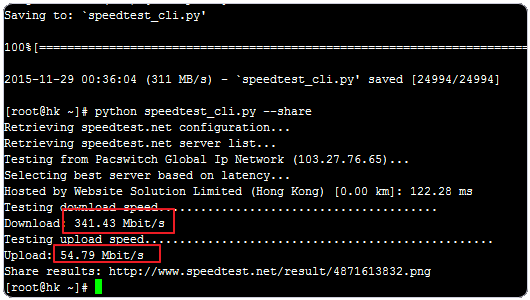 Saving to: `speedtest_cli.py'
100%[======================================================================
2015-11-29 00:36:04 (311 MB/s) - `speedtest_cli.py' saved [24994/24994]
[root@hk ~]# python speedtest_cli.py --share
Retrieving speedtest.net configuration...
Retrieving speedtest.net server list...
Testing from Pacswitch Global Ip Network (103.27.76.65)...
Selecting best server based on latency...
Hosted by Website Solution Limited (Hong Kong) [0.00 km]: 122.28 ms
Testing download speed........................................
Download: 341.43 Mbit/s
Testing upload speed..................................................
Upload: 54.79 Mbit/s
Share results: http://www.speedtest.net/result/4871613832.png
[root@hk ~]#